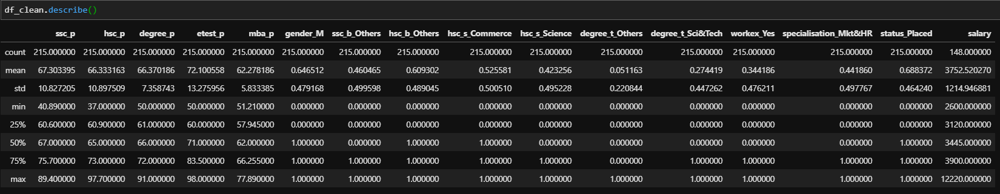 df_clean.describe()
ssc_p hsc_p degree_p etest_p mba_p gender_M ssc_b_Others hsc_b_Others hsc_s_Commerce hsc_s_Science degree_t_Others degree_t_Sci&Tech workex_Yes specialisation_Mkt&HR status_Placed salary
count 215.000000 215.000000 215.000000 215.000000 215.000000 215.000000 215.000000 215.000000 215.000000 215.000000 215.000000 215.000000 215.000000 215.000000 215.000000 148.000000
mean 67.303395 66.333163 66.370186 72.100558 62.278186 0.646512 0.460465 0.609302 0.525581 0.423256 0.051163 0.274419 0.344186 0.441860 0.688372 3752.520270
std 10.827205 10.897509 7.358743 13.275956 5.833385 0.479168 0.499598 0.489045 0.500510 0.495228 0.220844 0.447262 0.476211 0.497767 0.464240 1214.946881
min 40.890000 37.000000 50.000000 50.000000 51.210000 0.000000 0.000000 0.000000 0.000000 0.000000 0.000000 0.000000 0.000000 0.000000 0.000000 2600.000000
25% 60.600000 60.900000 61.000000 60.000000 57.945000 0.000000 0.000000 0.000000 0.000000 0.000000 0.000000 0.000000 0.000000 0.000000 0.000000 3120.000000
50% 67.000000 65.000000 66.000000 71.000000 62.000000 1.000000 0.000000 1.000000 1.000000 0.000000 0.000000 0.000000 0.000000 0.000000 1.000000 3445.000000
75% 75.700000 73.000000 72.000000 83.500000 66.255000 1.000000 1.000000 1.000000 1.000000 1.000000 0.000000 1.000000 1.000000 1.000000 1.000000 3900.000000
max 89.400000 97.700000 91.000000 98.000000 77.890000 1.000000 1.000000 1.000000 1.000000 1.000000 1.000000 1.000000 1.000000 1.000000 1.000000 12220.000000